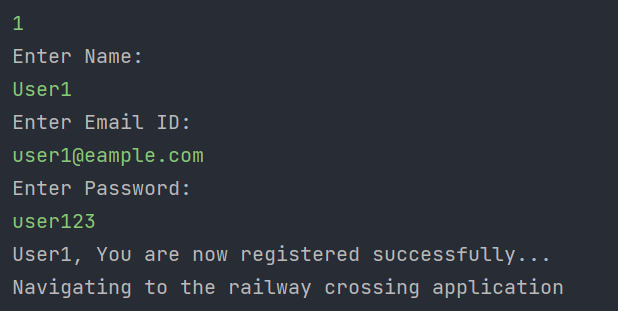 1
Enter Name:
User1
Enter Email ID:
user1@eample.com
Enter Password:
user123
User1, You are now registered successfully...
Navigating to the railway crossing application